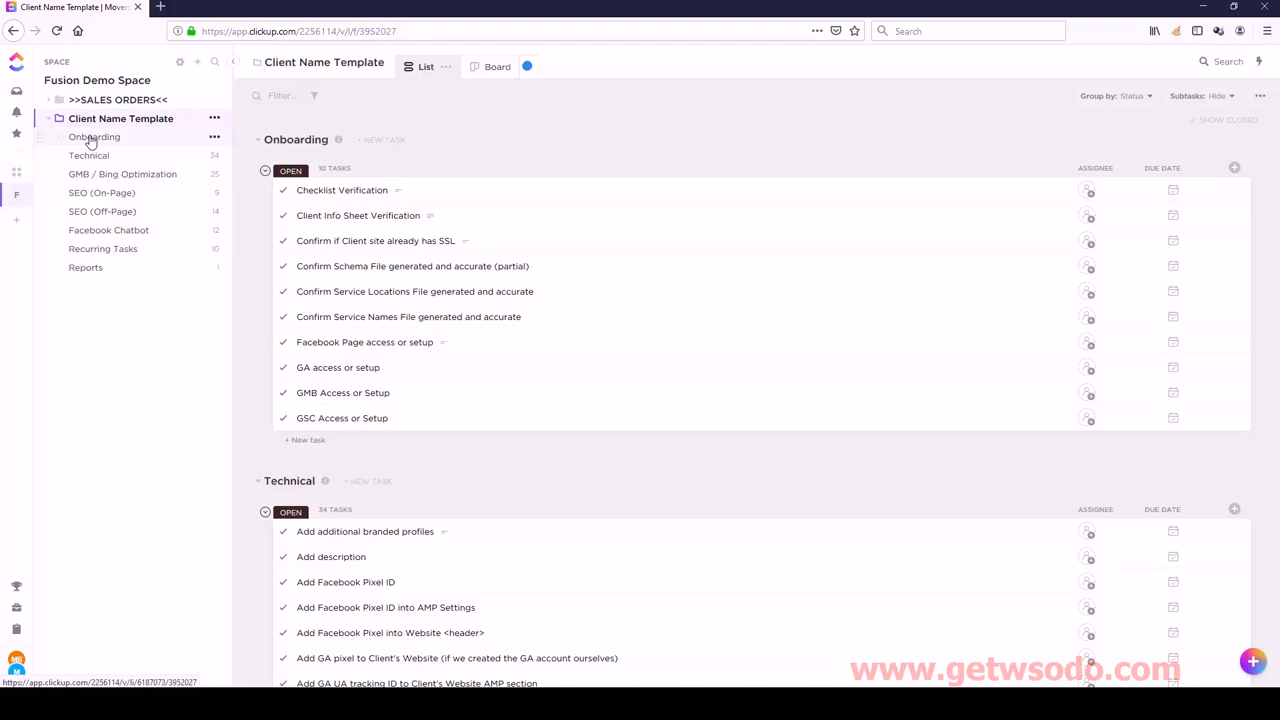 Client Name Template | Mover
https://app.clickup.com/2256114/v/l/f/3952027
Search
SPACE
Fusion Demo Space
>>SALES ORDERS<<
Client Name Template
Onboarding
Technical 34
GMB / Bing Optimization 25
SEO (On-Page) 9
SEO (Off-Page) 14
Facebook Chatbot 12
Recurring Tasks 10
Reports 1
F
MB
M
https://app.clickup.com/2256114/v/li/6187073/3952027
Client Name Template
List
Board
Search
Filter...
Group by: Status
Subtasks: Hide
SHOW CLOSED
Onboarding + NEW TASK
OPEN 10 TASKS ASSIGNEE DUE DATE
Checklist Verification
Client Info Sheet Verification
Confirm if Client site already has SSL
Confirm Schema File generated and accurate (partial)
Confirm Service Locations File generated and accurate
Confirm Service Names File generated and accurate
Facebook Page access or setup
GA access or setup
GMB Access or Setup
GSC Access or Setup
+ New task
Technical + NEW TASK
OPEN 34 TASKS ASSIGNEE DUE DATE
Add additional branded profiles
Add description
Add Facebook Pixel ID
Add Facebook Pixel ID into AMP Settings
Add Facebook Pixel into Website <header>
Add GA pixel to Client's Website (if we created the GA account ourselves)
Add GA UA tracking ID to Client's Website AMP section
www.getwsodo.com